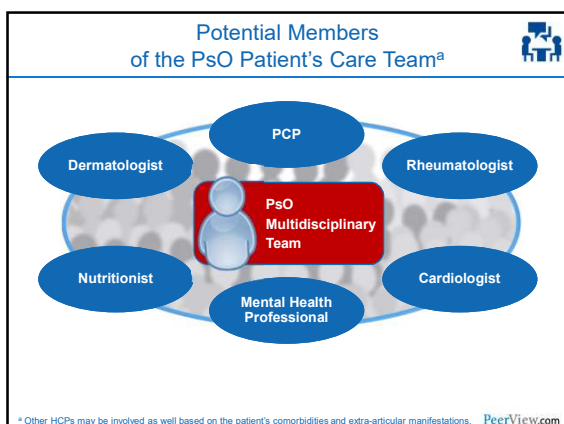 Potential Members
of the PsO Patient’s Care Teamᵃ
PCP
Dermatologist
Rheumatologist
PsO
Multidisciplinary
Team
Nutritionist
Cardiologist
Mental Health
Professional
ᵃ Other HCPs may be involved as well based on the patient’s comorbidities and extra-articular manifestations.
PeerView.com